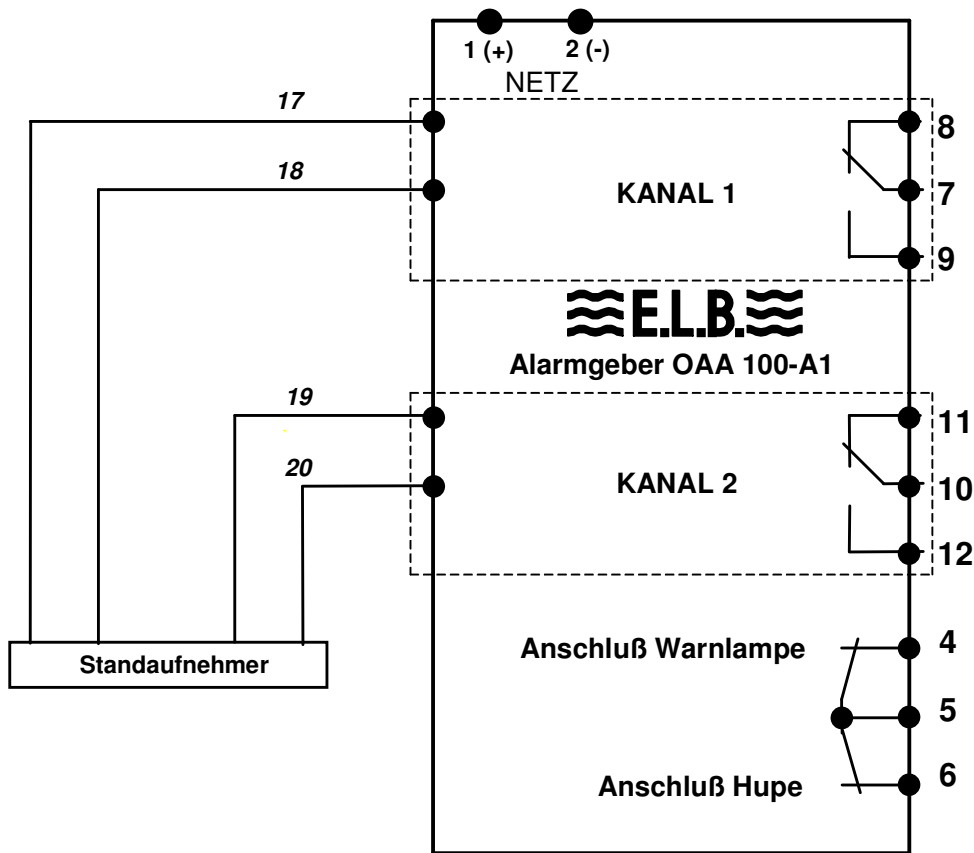 1 (+)
2 (-)
NETZ
17
8
18
KANAL 1
7
9
E.L.B.
Alarmgeber OAA 100-A1
19
11
20
KANAL 2
10
12
Anschluß Warnlampe
4
Standaufnehmer
5
Anschluß Hupe
6